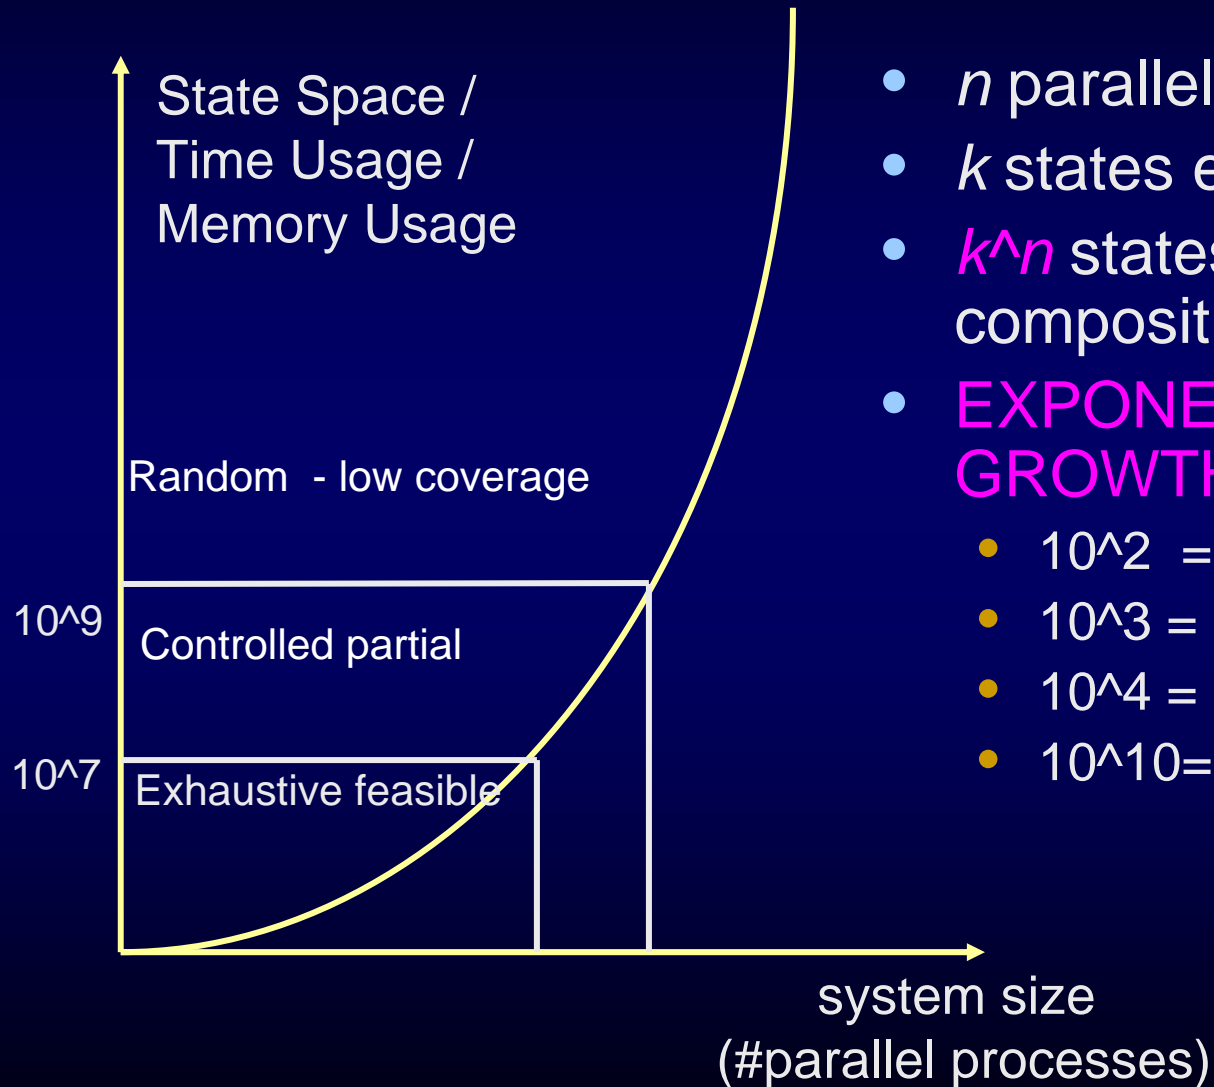 State Space /
Time Usage /
Memory Usage
Random - low coverage
10^9
Controlled partial
10^7
Exhaustive feasible
system size
(#parallel processes)
n parallel
k states
k^n states
10^2 =
10^3 =
10^4 =
10^10=